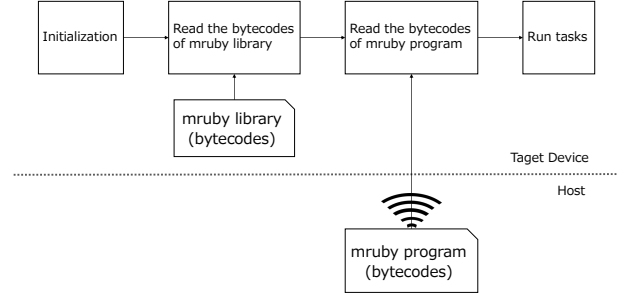 Initialization
Read the bytecodes
of mruby library
Read the bytecodes
of mruby program
Run tasks
mruby library
(bytecodes)
Taget Device
Host
mruby program
(bytecodes)